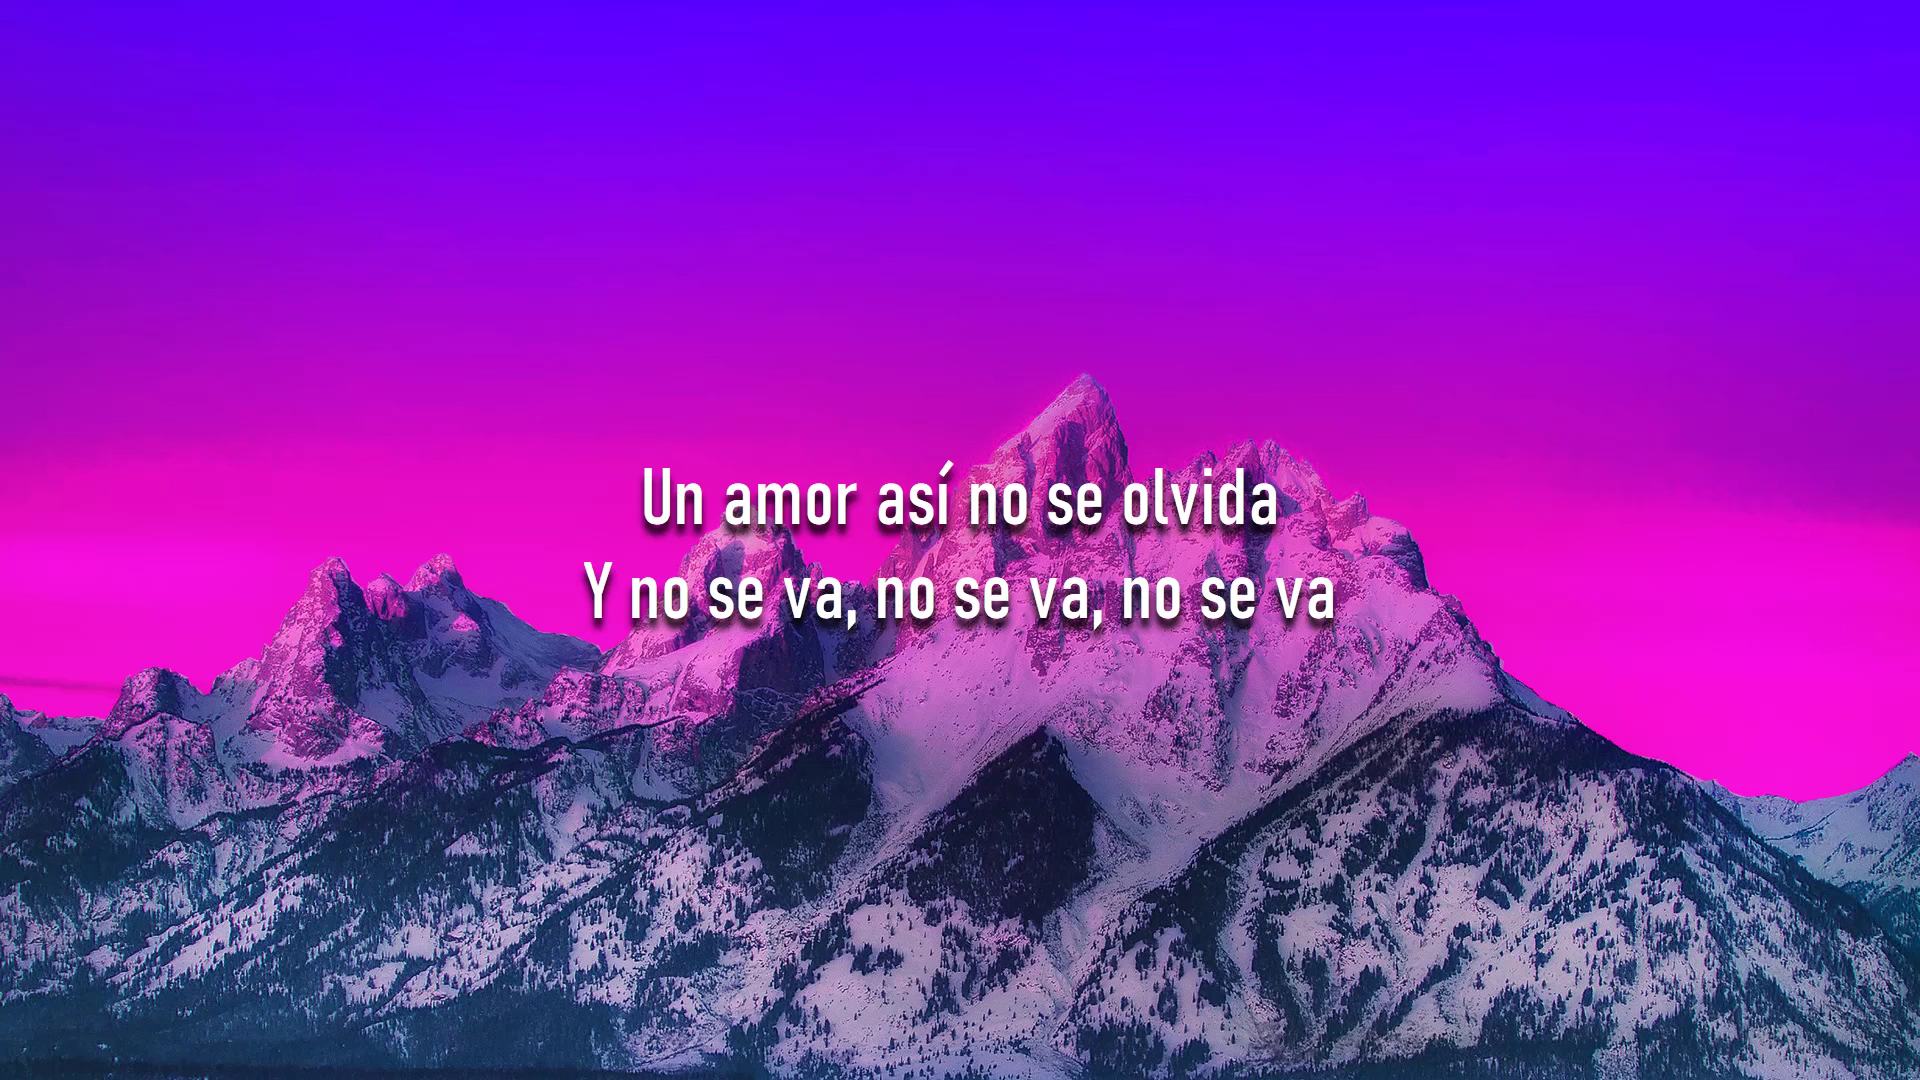 Un amor así no se olvida
Y no se va, no se va, no se va